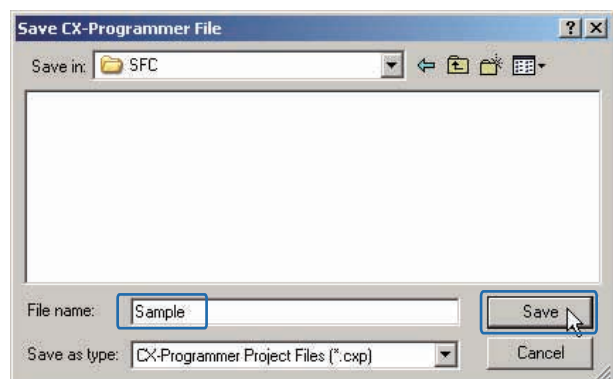 Save CX-Programmer File
Save in: SFC
File name: Sample Save
Save as type: CX-Programmer Project Files (*.cxp) Cancel